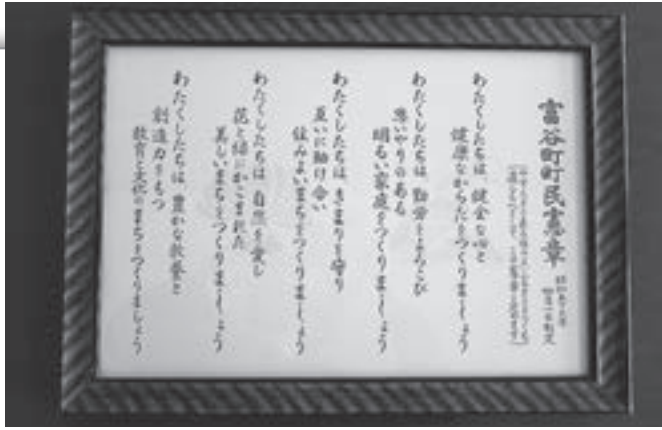 富谷町町民憲章
わたくしたちは 健全な心と
健康なからだをつくりましょう
わたくしたちは 勤労をよろこび
思いやりのある
明るい家庭をつくりましょう
わたくしたちは きまりを守り
互いに助け合い
住みよいまちをつくりましょう
わたくしたちは 自然を愛し
花と緑にかこまれた
美しいまちをつくりましょう
わたくしたちは 豊かな教養と
創造力をもつ
教育と文化のまちをつくりましょう